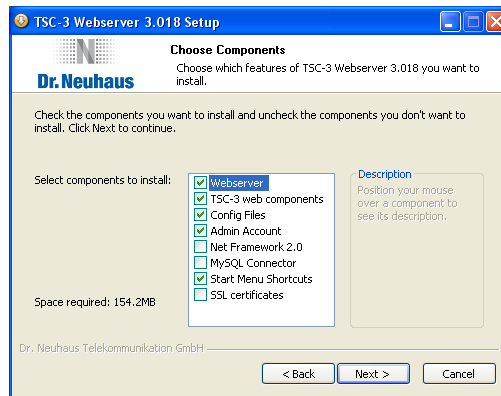 TSC-3 Webserver 3.018 Setup
N
Dr. Neuhaus
Choose Components
Choose which features of TSC-3 Webserver 3.018 you want to
install.
Check the components you want to install and uncheck the components you don't want to
install. Click Next to continue.
Select components to install:
Webserver
TSC-3 web components
Config Files
Admin Account
Net Framework 2.0
MySQL Connector
Start Menu Shortcuts
SSL certificates
Space required: 154.2MB
Description
Position your mouse
over a component to
see its description.
Dr. Neuhaus Telekommunikation GmbH
< Back
Next >
Cancel